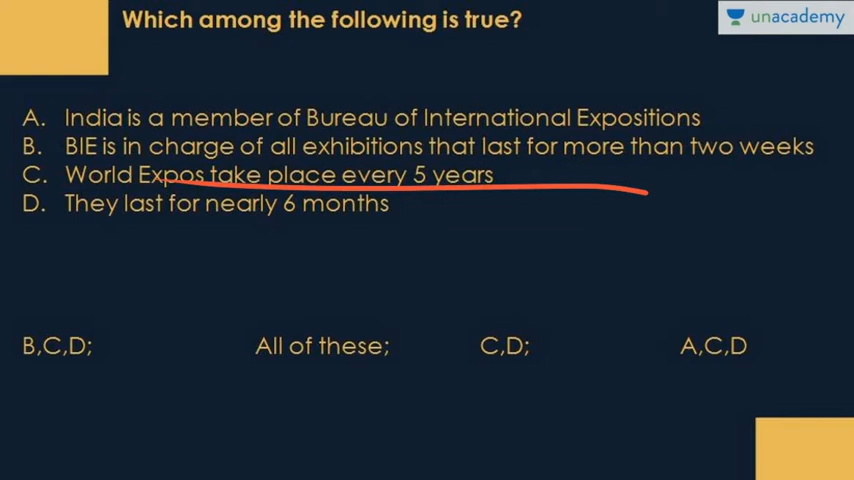 Which among the following is true?
unacademy
A. India is a member of Bureau of International Expositions
B. BIE is in charge of all exhibitions that last for more than two weeks
C. World Expos take place every 5 years
D. They last for nearly 6 months
B,C,D; All of these; C,D; A,C,D